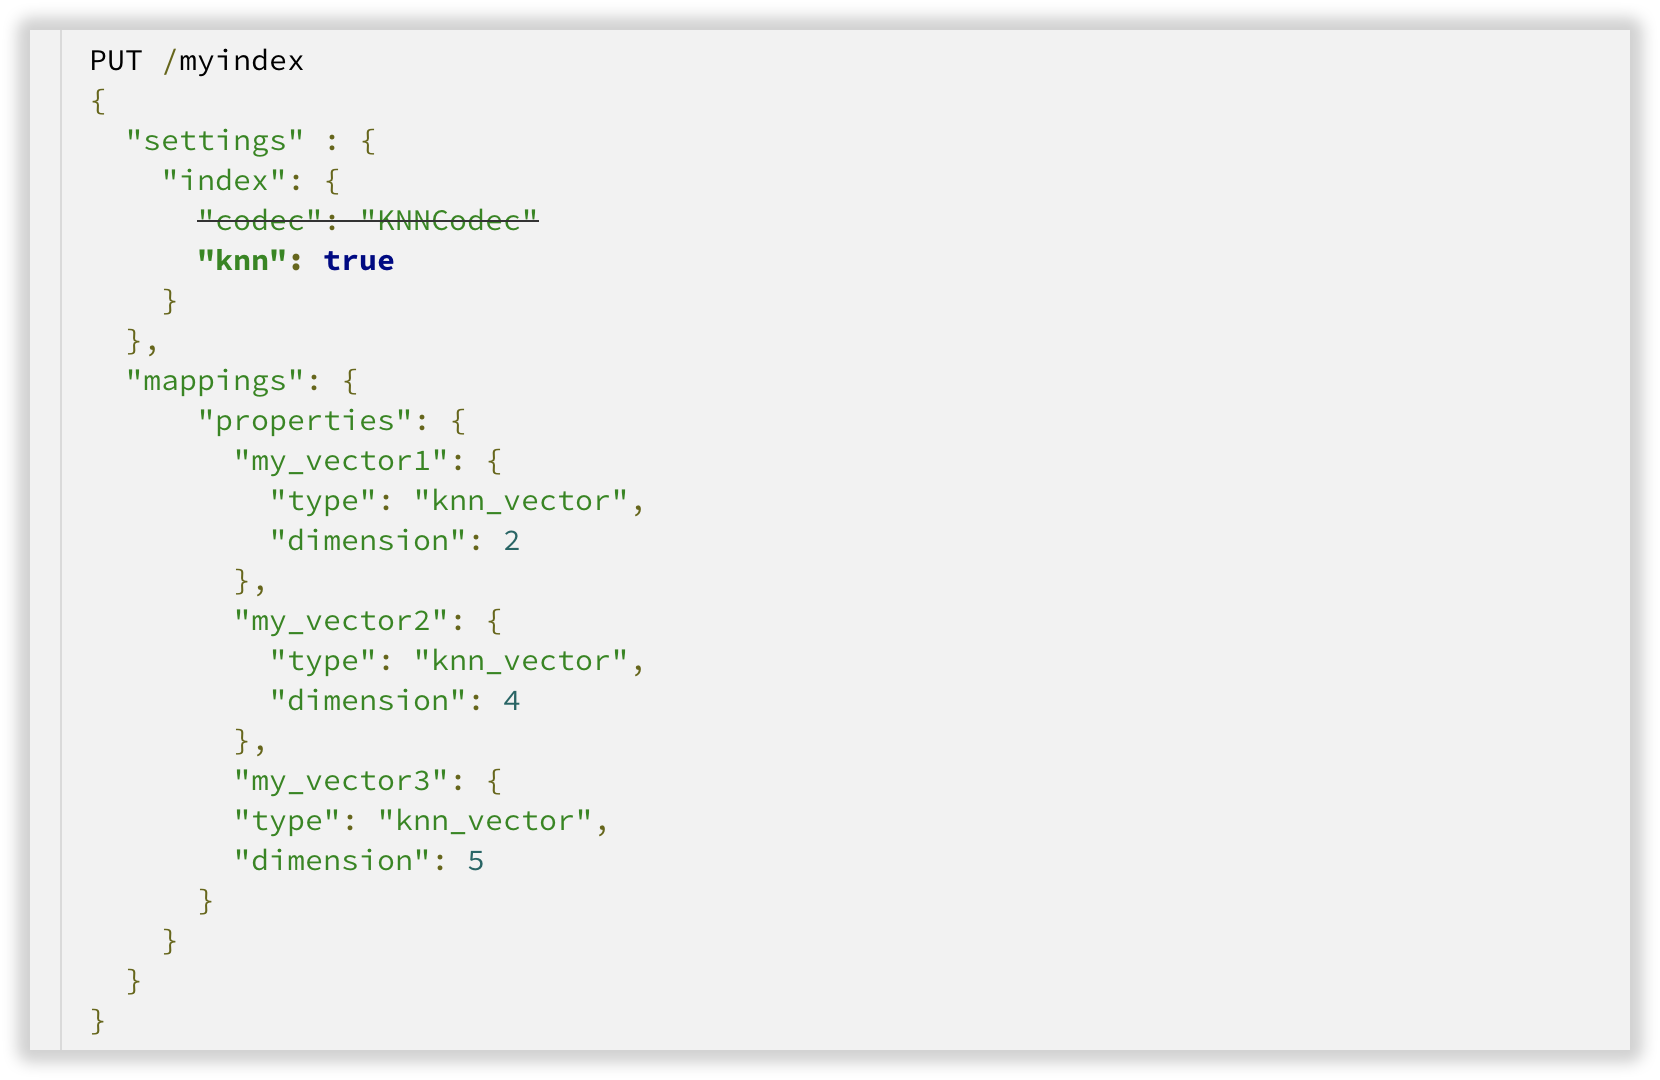 PUT /myindex
{
  "settings" : {
    "index": {
      "codec": "KNNCodec"
      "knn": true
    }
  },
  "mappings": {
      "properties": {
        "my_vector1": {
          "type": "knn_vector",
          "dimension": 2
        },
        "my_vector2": {
          "type": "knn_vector",
          "dimension": 4
        },
        "my_vector3": {
        "type": "knn_vector",
        "dimension": 5
      }
    }
  }
}